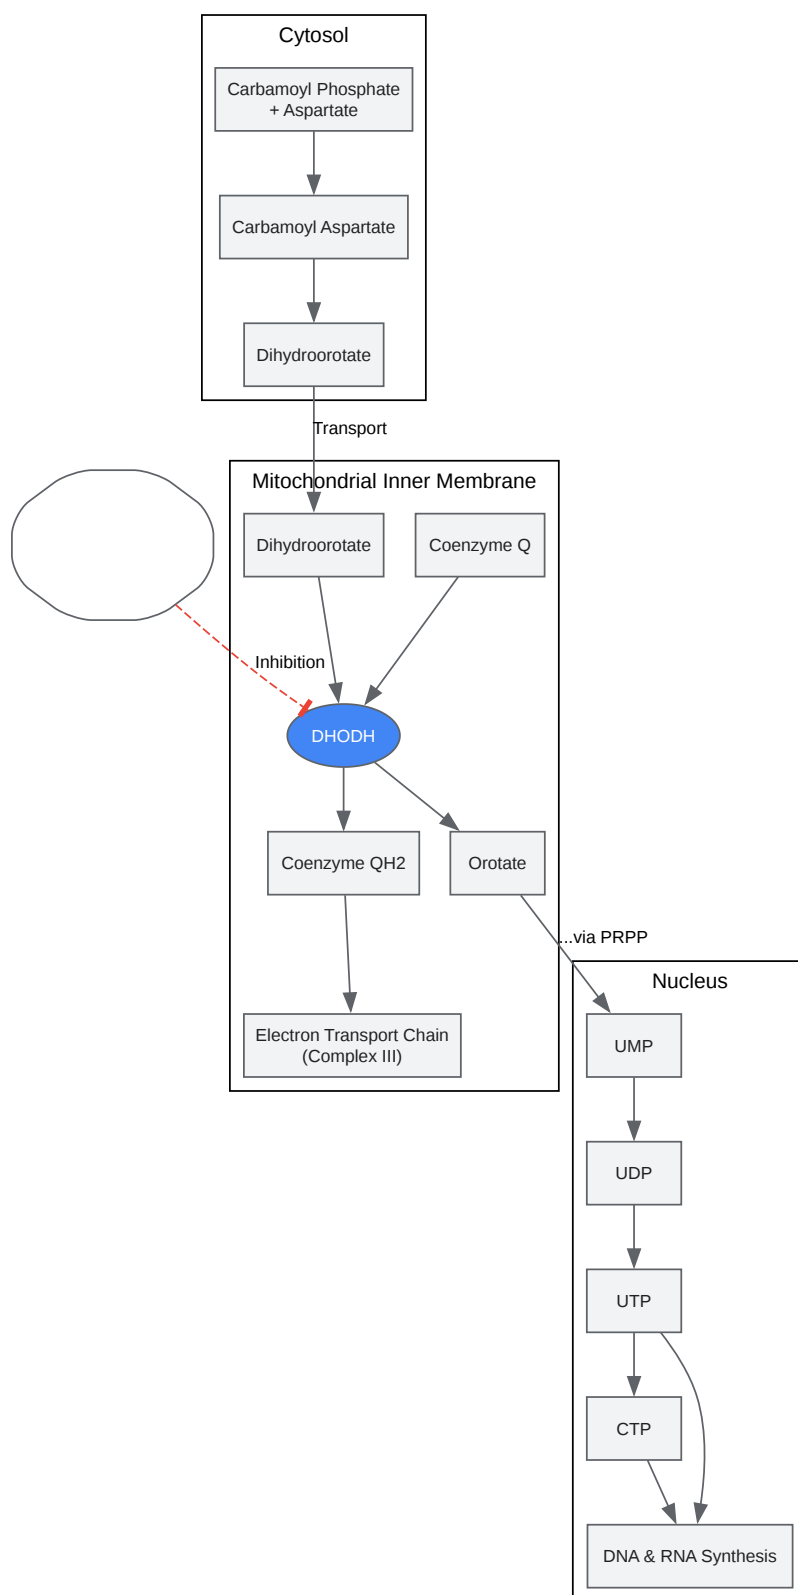 Cytosol
Carbamoyl Phosphate
+ Aspartate
Carbamoyl Aspartate
Dihydroorotate
Transport
Mitochondrial Inner Membrane
Dihydroorotate
Coenzyme Q
Inhibition
DHODH
Coenzyme QH2
Orotate
...via PRPP
Nucleus
Electron Transport Chain
(Complex III)
UMP
UDP
UTP
CTP
DNA & RNA Synthesis